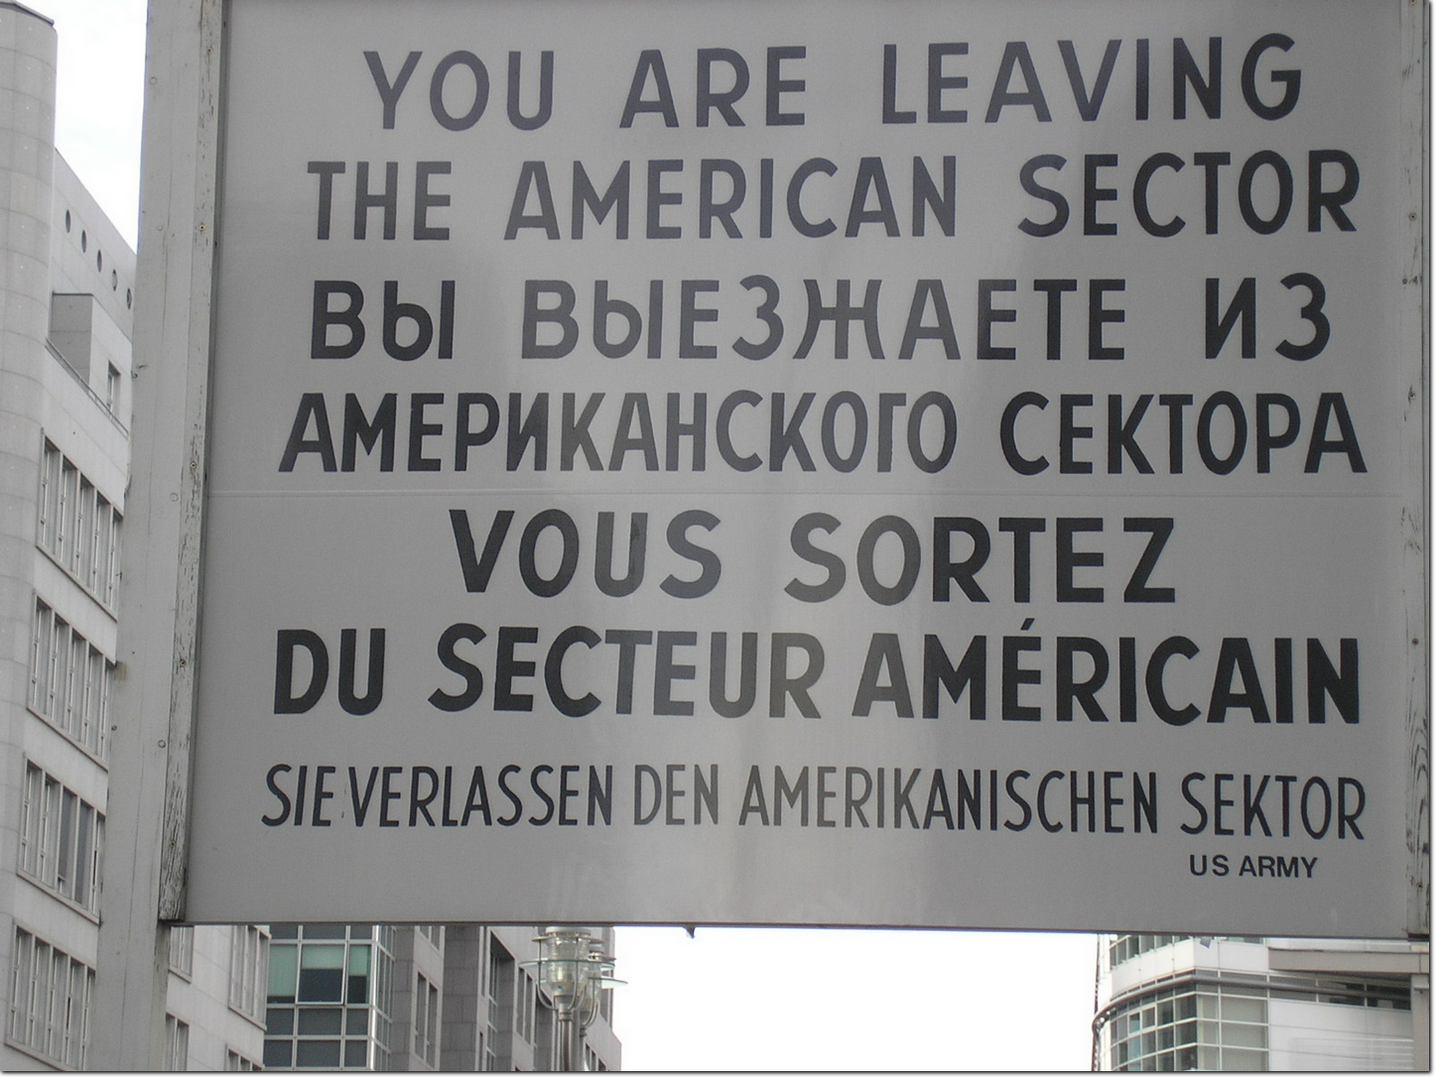 YOU ARE LEAVING
THE AMERICAN SECTOR
ВЫ ВЫЕЗЖАЕТЕ ИЗ
АМЕРИКАНСКОГО СЕКТОРА
VOUS SORTEZ
DU SECTEUR AMÉRICAIN
SIE VERLASSEN DEN AMERIKANISCHEN SEKTOR
US ARMY